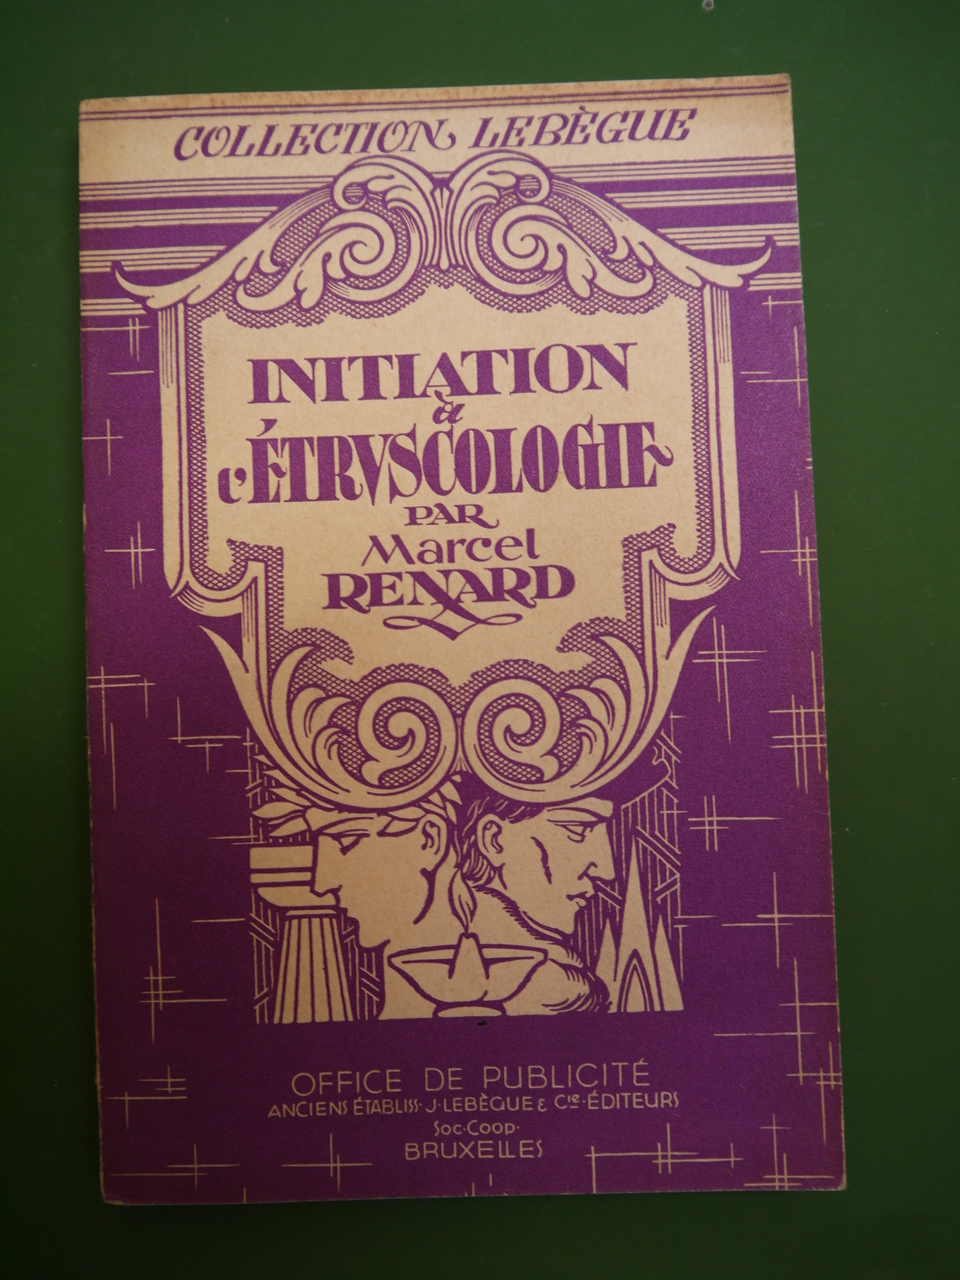 COLLECTION LEBÈGUE
INITIATION
à
l'ÉTRVSCOLOGIE
PAR
Marcel
RENARD
OFFICE DE PUBLICITÉ
ANCIENS ÉTABLISS· J·LEBÈGUE & Cie·ÉDITEURS
Soc·Coop·
BRUXELLES